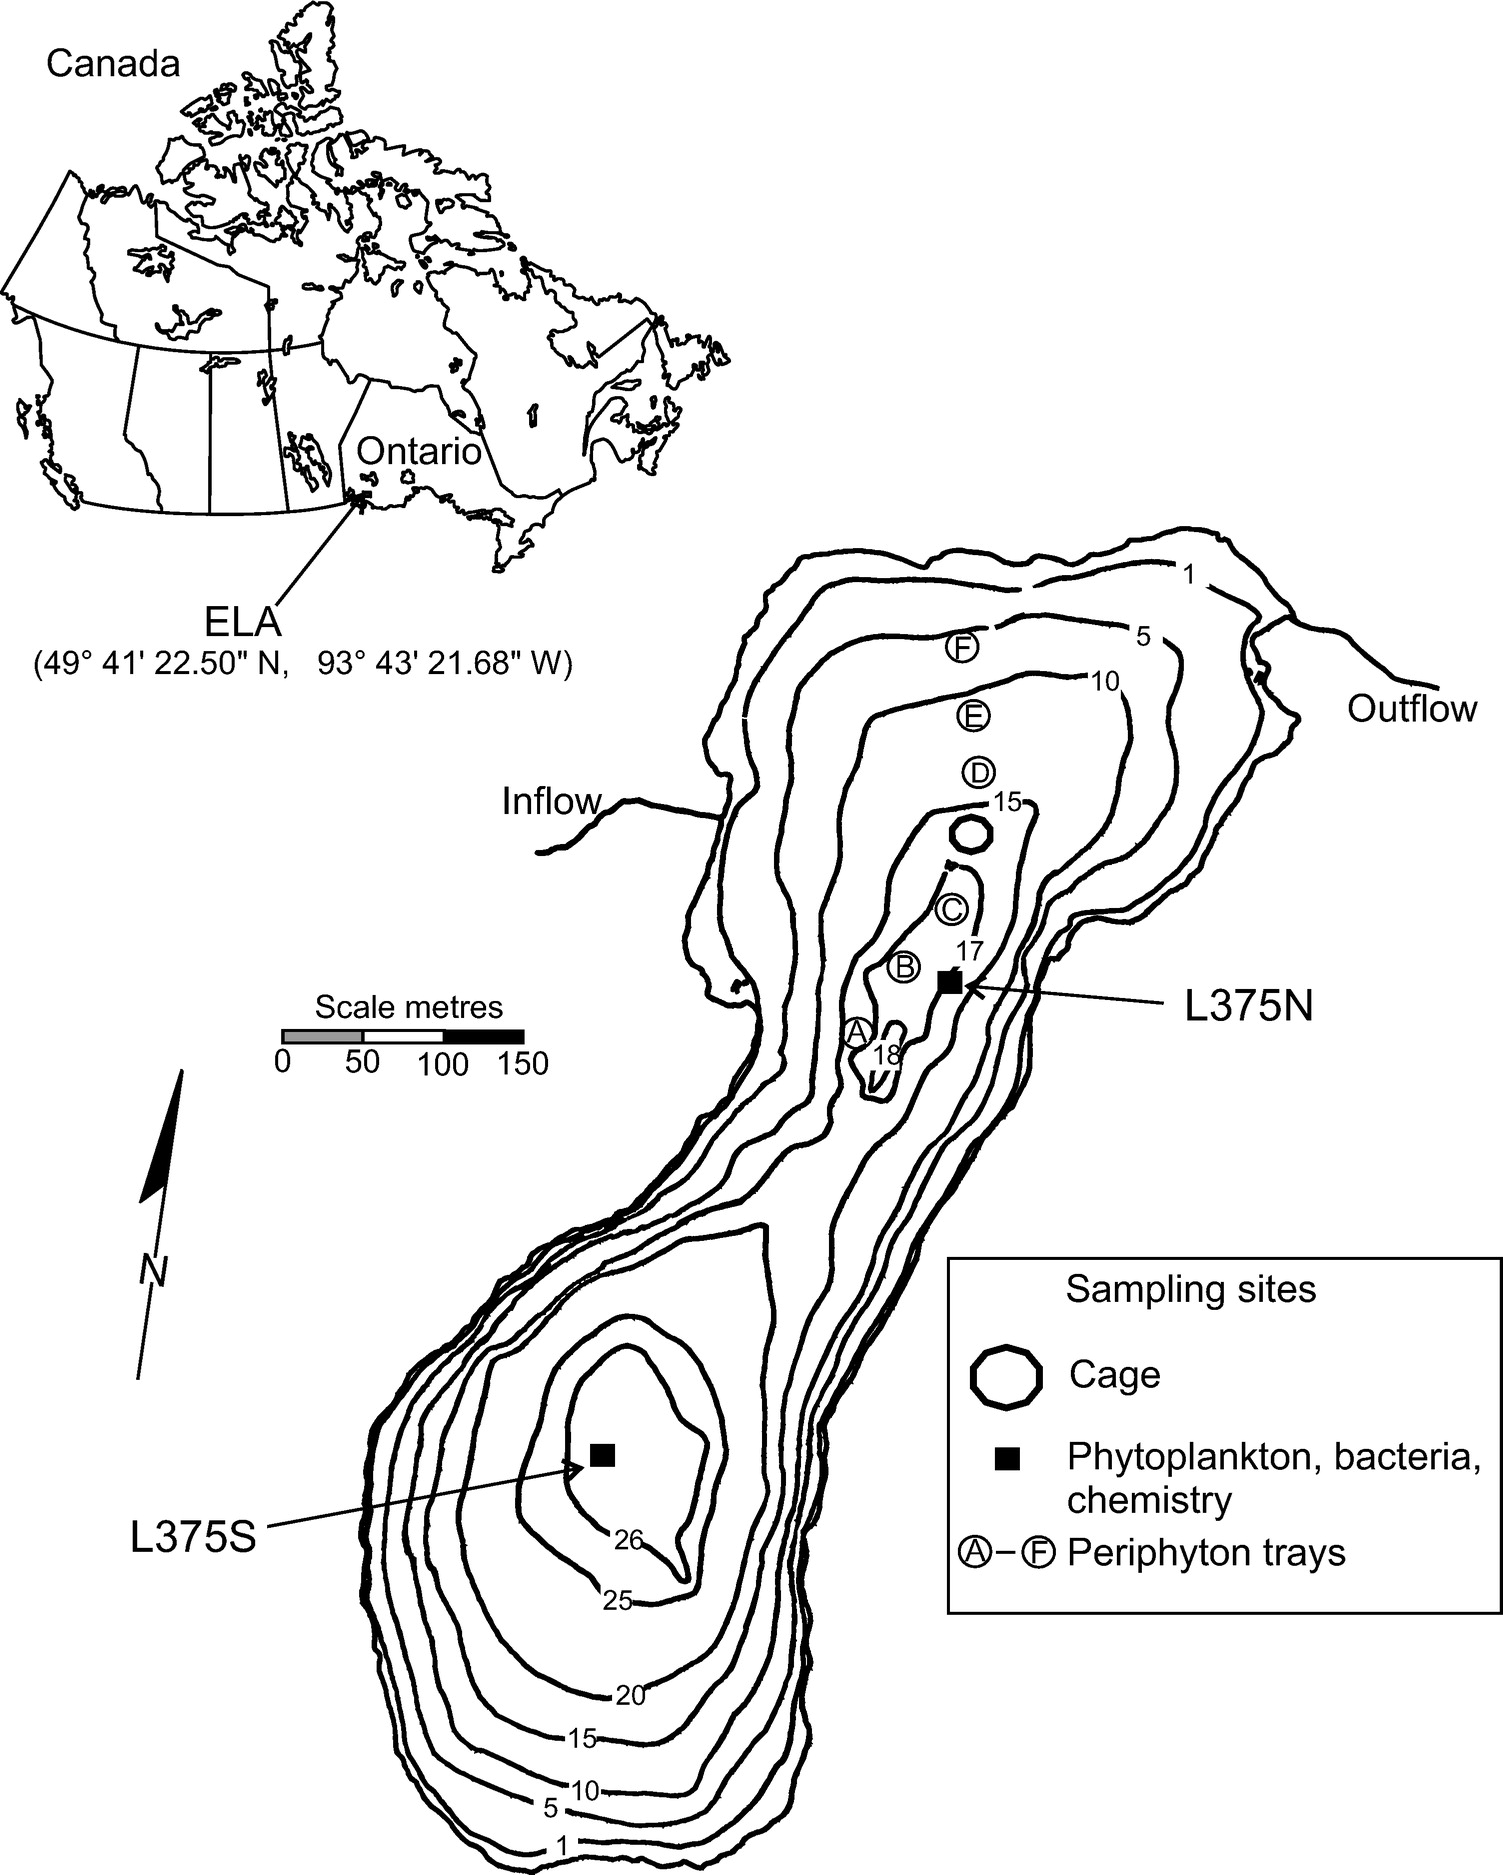 Canada
Ontario
ELA
(49° 41' 22.50" N, 93° 43' 21.68" W)
1
5
F
10
Outflow
E
D
Inflow
15
C
17
B
L375N
Scale metres
0 50 100 150
A
18
N
Sampling sites
Cage
Phytoplankton, bacteria,
chemistry
A–F Periphyton trays
L375S
26
25
20
15
10
5
1